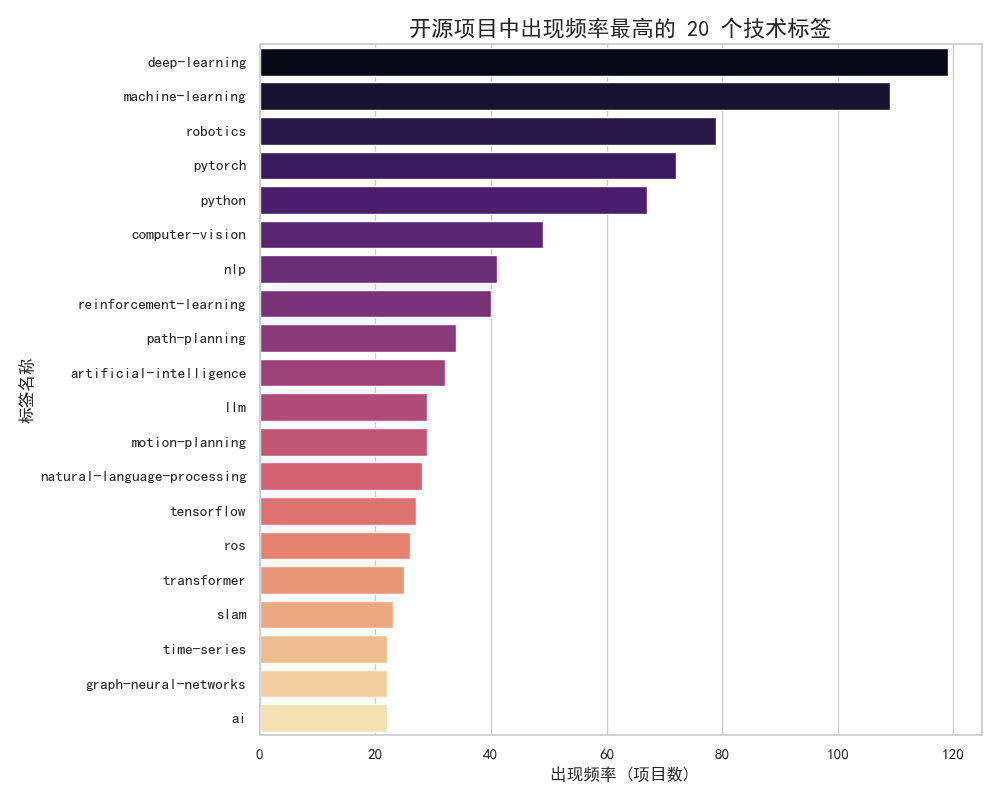 开源项目中出现频率最高的 20 个技术标签
deep-learning
machine-learning
robotics
pytorch
python
computer-vision
nlp
reinforcement-learning
path-planning
artificial-intelligence
llm
motion-planning
natural-language-processing
tensorflow
ros
transformer
slam
time-series
graph-neural-networks
ai
标签名称
0 20 40 60 80 100 120
出现频率 (项目数)